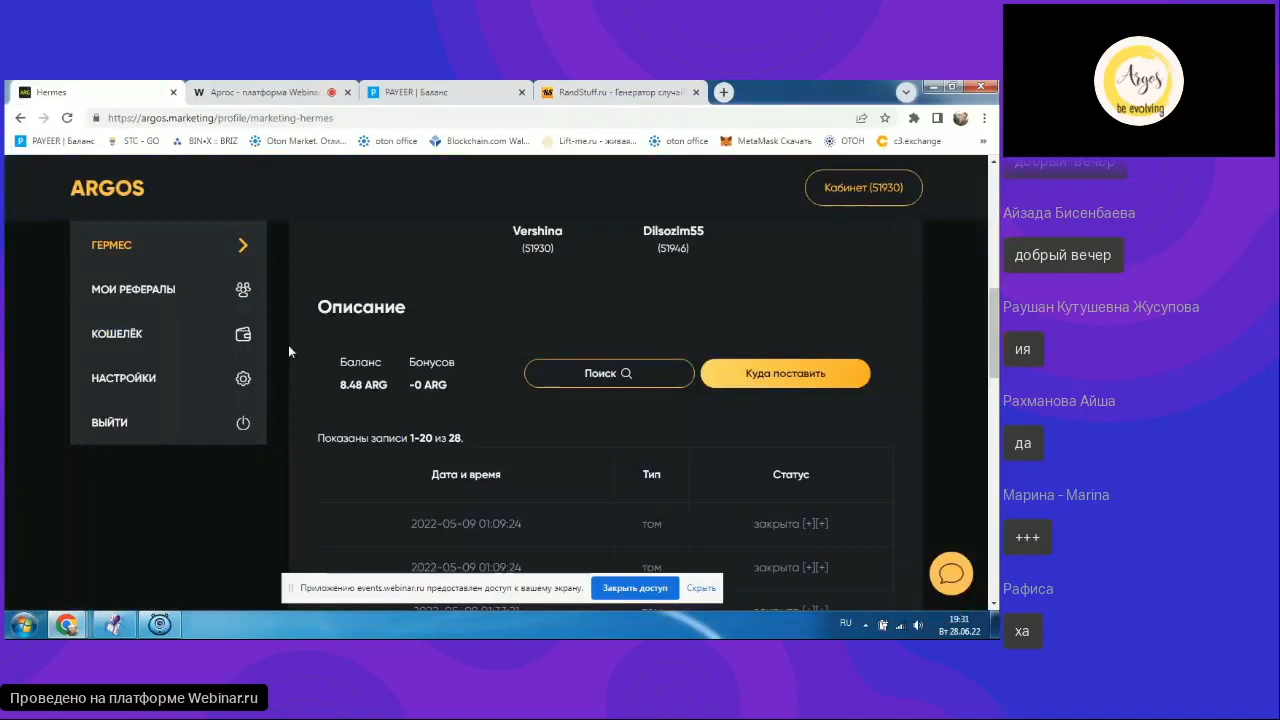 Hermes
Аргос - платформа Webina
PAYEER | Баланс
RandStuff.ru - Генератор случай
https://argos.marketing/profile/marketing-hermes
PAYEER | Баланс
STC - GO
BIN•X :: BRIZ
Oton Market. Отли...
oton office
Blockchain.com Wal...
Lift-me.ru - живая...
oton office
MetaMask Скачать
ОТОН
c3.exchange
»
ARGOS
Кабинет (51930)
ГЕРМЕС
МОИ РЕФЕРАЛЫ
КОШЕЛЁК
НАСТРОЙКИ
ВЫЙТИ
Vershina
(51930)
Dilsozim55
(51946)
Описание
Баланс
8.48 ARG
Бонусов
-0 ARG
Поиск
Куда поставить
Показаны записи 1-20 из 28.
Дата и время
Тип
Статус
2022-05-09 01:09:24
том
закрыта [+][+]
2022-05-09 01:09:24
том
закрыта [+][+]
Приложению events.webinar.ru предоставлен доступ к вашему экрану.
Закрыть доступ
Скрыть
RU
19:31
Вт 28.06.22
Argos
be evolving
добрый вечер
Айзада Бисенбаева
добрый вечер
Раушан Кутушевна Жусупова
ия
Рахманова Айша
да
Марина - Marina
+++
Рафиса
ха
Проведено на платформе Webinar.ru